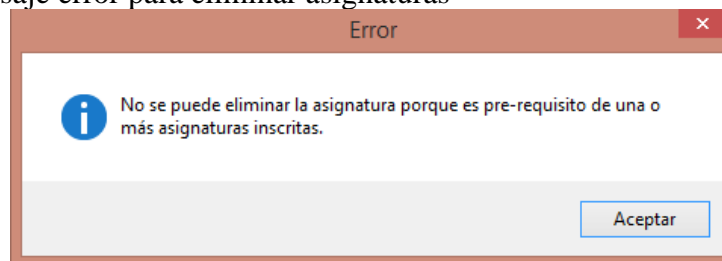 saje error para eliminar asignaturas
Error
No se puede eliminar la asignatura porque es pre-requisito de una o
más asignaturas inscritas.
Aceptar